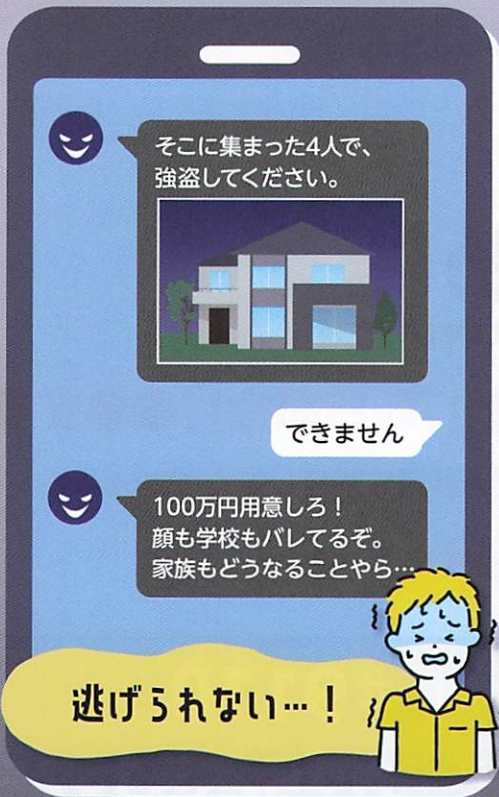 そこに集まった4人で、
強盗してください。
できません
100万円用意しろ！
顔も学校もバレてるぞ。
家族もどうなることやら…
逃げられない…！